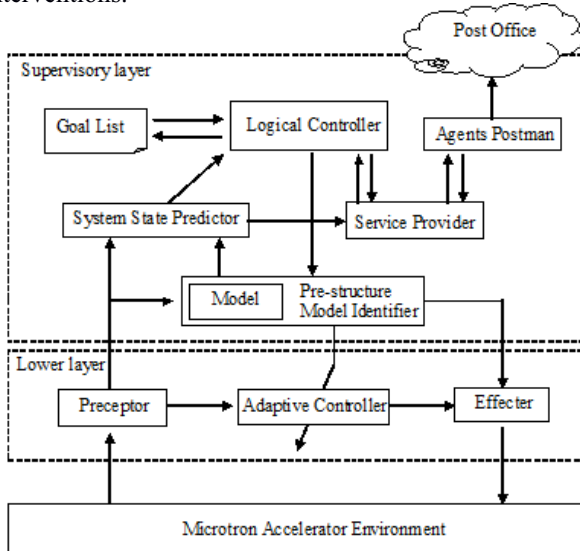 nterventions.
Post Office
Supervisory layer
Goal List
Logical Controller
Agents Postman
System State Predictor
Service Provider
Model
Pre-structure
Model Identifier
Lower layer
Preceptor
Adaptive Controller
Effecter
Microtron Accelerator Environment